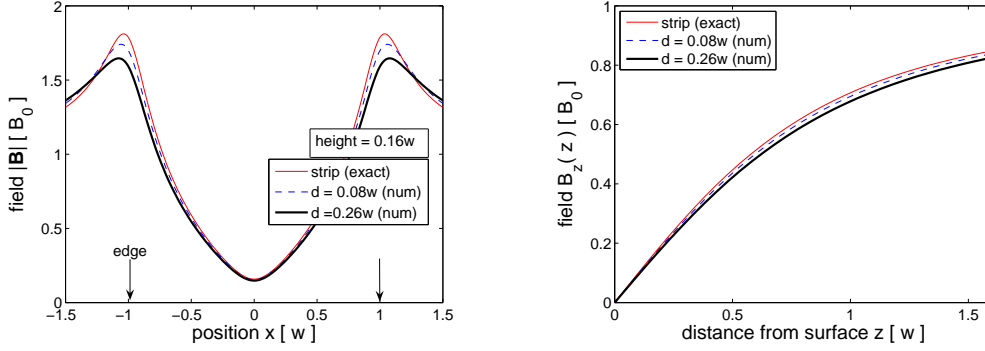 2
1.5
1
0.5
0
field |B| [ B0 ]
height = 0.16w
strip (exact)
d = 0.08w (num)
d =0.26w (num)
edge
−1.5 −1 −0.5 0 0.5 1 1.5
position x [ w ]
1
0.8
0.6
0.4
0.2
0
field Bz( z ) [ B0 ]
strip (exact)
d = 0.08w (num)
d = 0.26w (num)
0 0.5 1 1.5
distance from surface z [ w ]